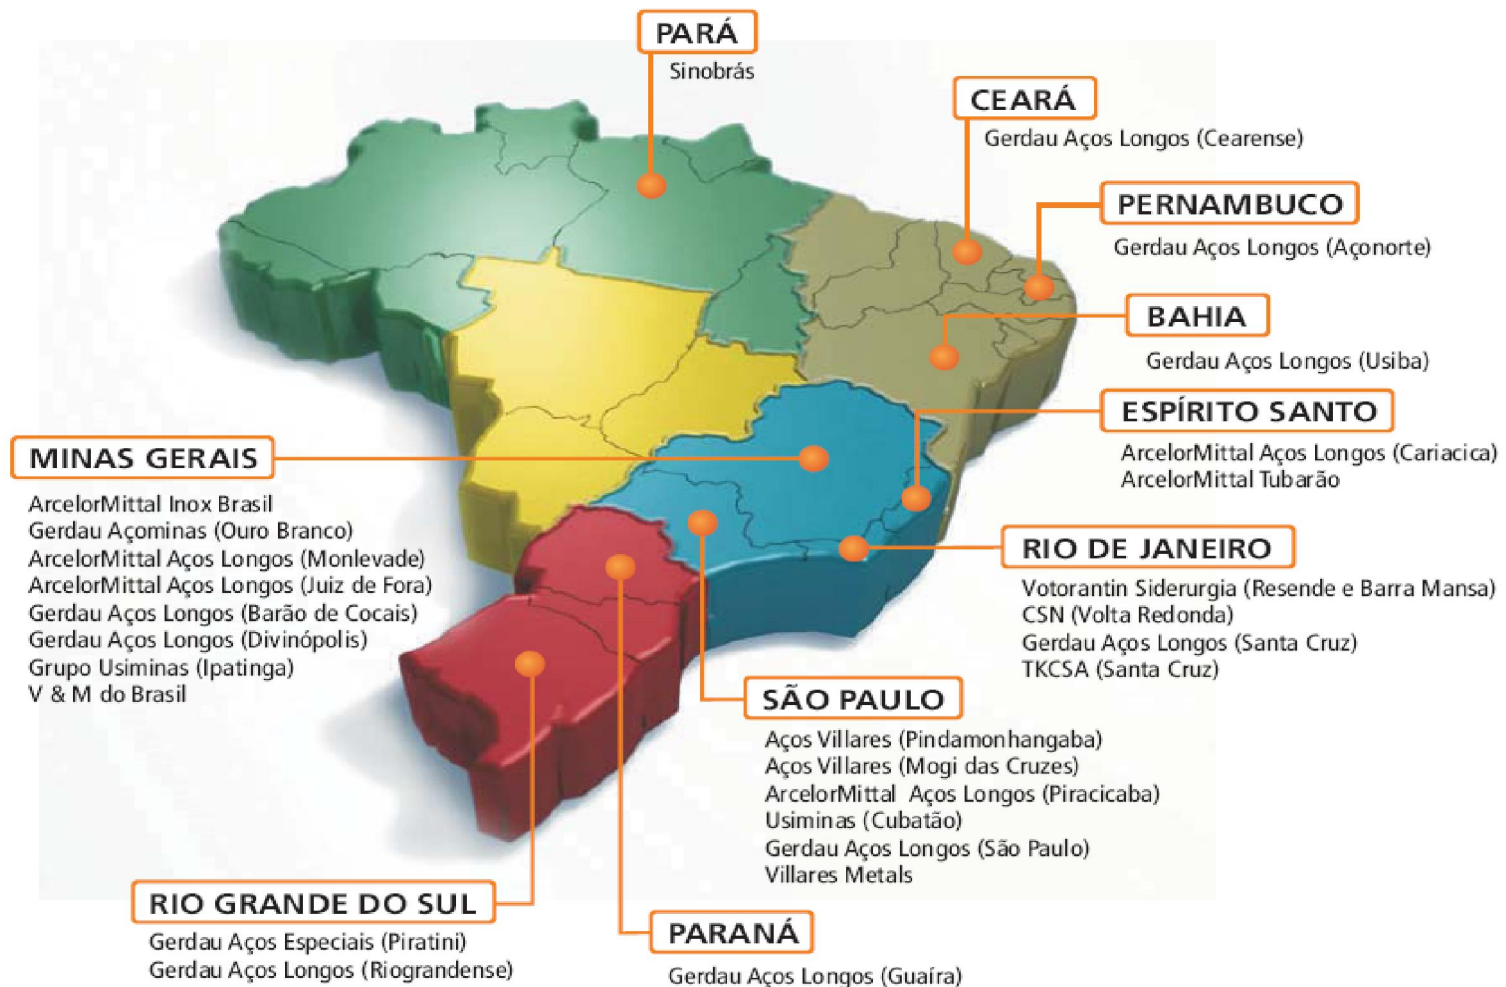 PARÁ
Sinobrás
CEARÁ
Gerdau Aços Longos (Cearense)
PERNAMBUCO
Gerdau Aços Longos (Açonorte)
BAHIA
Gerdau Aços Longos (Usiba)
ESPÍRITO SANTO
ArcelorMittal Aços Longos (Cariacica)
ArcelorMittal Tubarão
MINAS GERAIS
ArcelorMittal Inox Brasil
Gerdau Açominas (Ouro Branco)
ArcelorMittal Aços Longos (Monlevade)
ArcelorMittal Aços Longos (Juiz de Fora)
Gerdau Aços Longos (Barão de Cocais)
Gerdau Aços Longos (Divinópolis)
Grupo Usiminas (Ipatinga)
V & M do Brasil
RIO DE JANEIRO
Votorantin Siderurgia (Resende e Barra Mansa)
CSN (Volta Redonda)
Gerdau Aços Longos (Santa Cruz)
TKCSA (Santa Cruz)
SÃO PAULO
Aços Villares (Pindamonhangaba)
Aços Villares (Mogi das Cruzes)
ArcelorMittal Aços Longos (Piracicaba)
Usiminas (Cubatão)
Gerdau Aços Longos (São Paulo)
Villares Metals
RIO GRANDE DO SUL
Gerdau Aços Especiais (Piratini)
Gerdau Aços Longos (Riograndense)
PARANÁ
Gerdau Aços Longos (Guaíra)